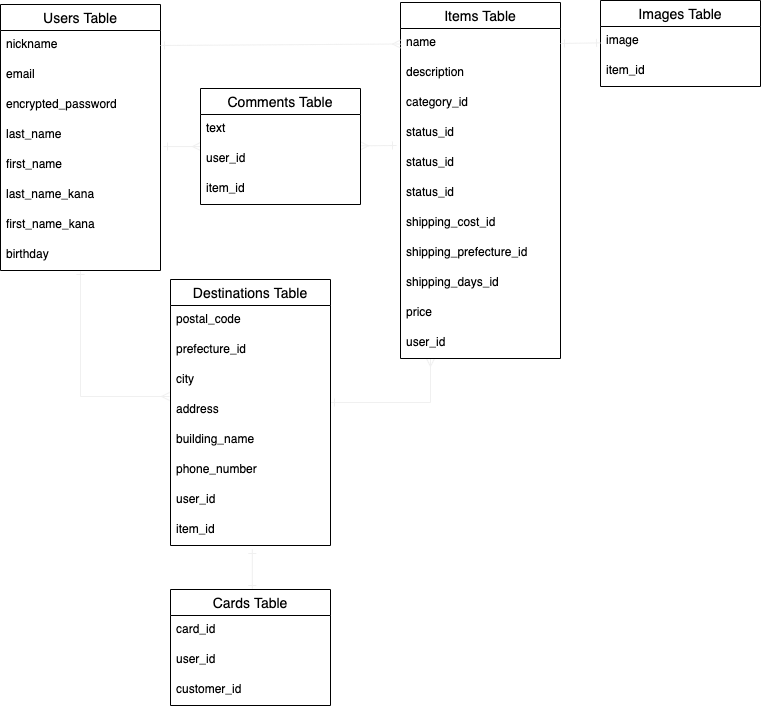 Users Table
nickname
email
encrypted_password
last_name
first_name
last_name_kana
first_name_kana
birthday
Comments Table
text
user_id
item_id
Items Table
name
description
category_id
status_id
status_id
status_id
shipping_cost_id
shipping_prefecture_id
shipping_days_id
price
user_id
Images Table
image
item_id
Destinations Table
postal_code
prefecture_id
city
address
building_name
phone_number
user_id
item_id
Cards Table
card_id
user_id
customer_id